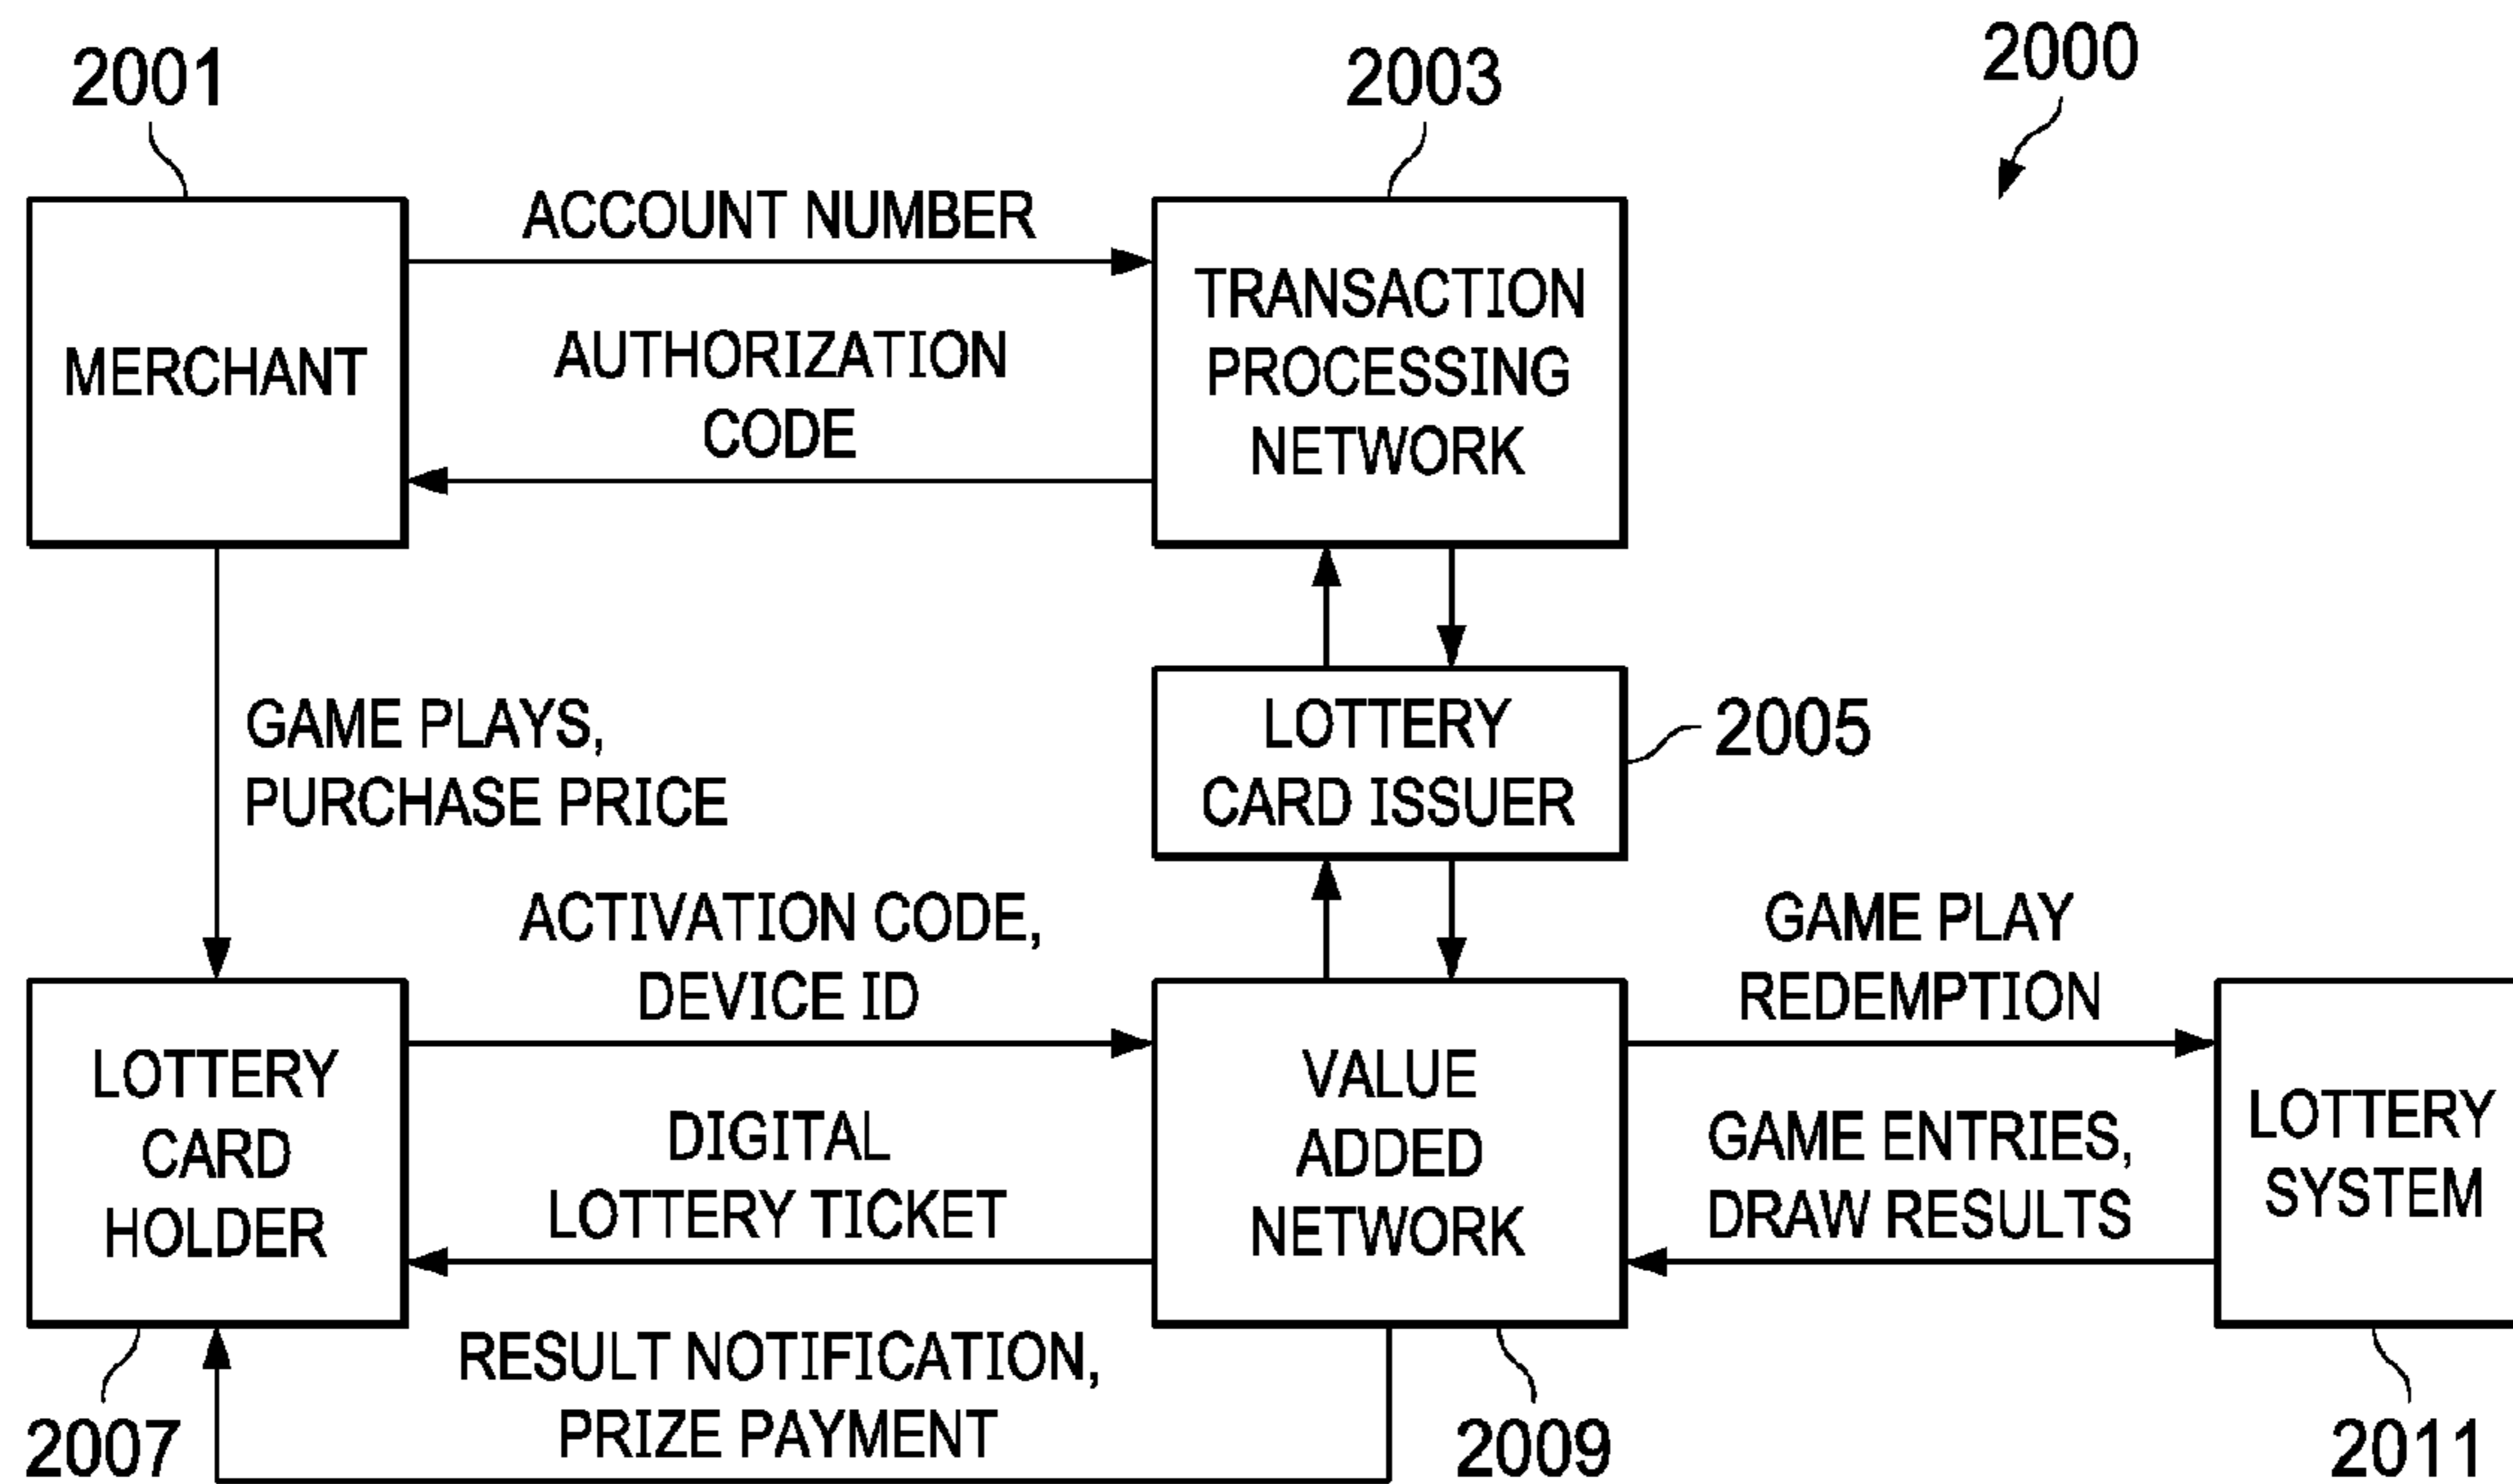 2001
2003
2000
ACCOUNT NUMBER
MERCHANT
AUTHORIZATION
CODE
TRANSACTION
PROCESSING
NETWORK
GAME PLAYS,
PURCHASE PRICE
LOTTERY
CARD ISSUER
2005
ACTIVATION CODE,
DEVICE ID
GAME PLAY
REDEMPTION
LOTTERY
CARD
HOLDER
DIGITAL
LOTTERY TICKET
VALUE
ADDED
NETWORK
GAME ENTRIES,
DRAW RESULTS
LOTTERY
SYSTEM
RESULT NOTIFICATION,
PRIZE PAYMENT
2007
2009
2011